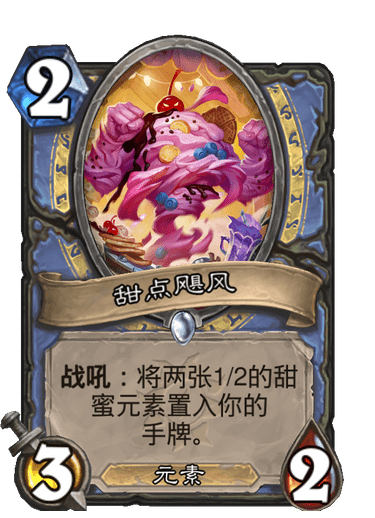 2
甜点飓风
战吼：将两张1/2的甜
蜜元素置入你的
手牌。
3
元素
2